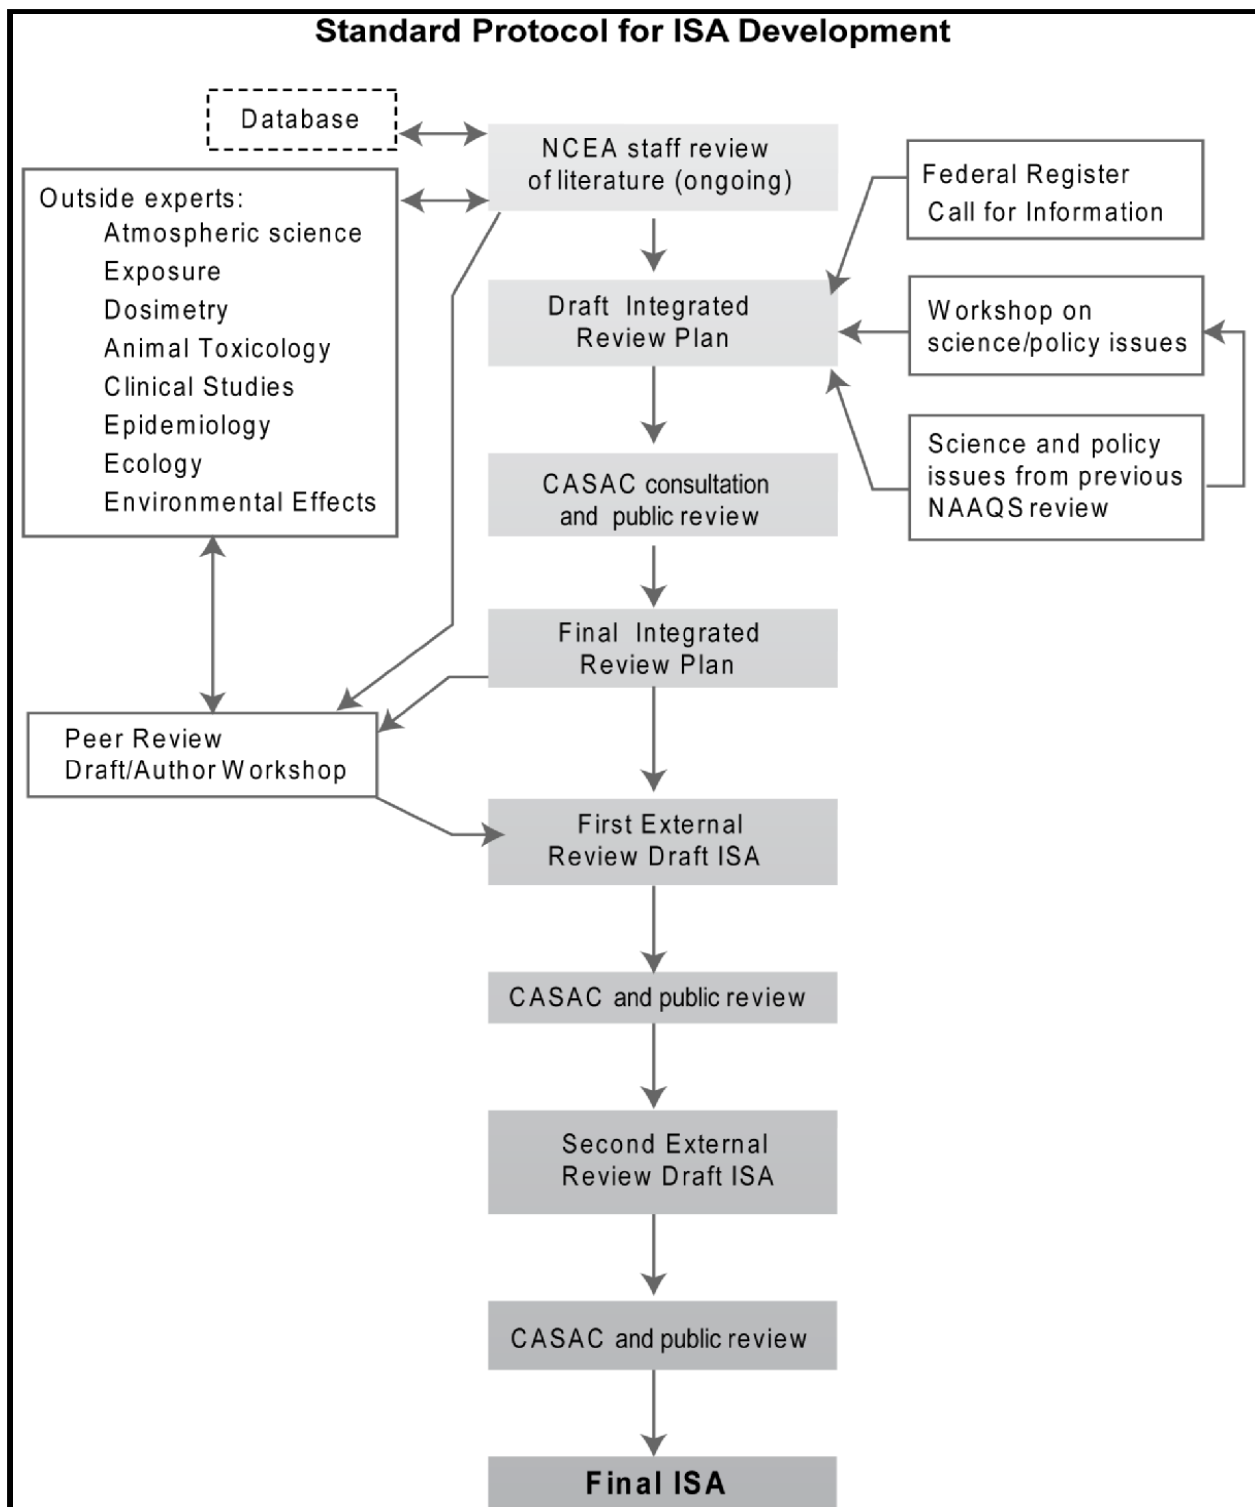 Standard Protocol for ISA Development
Database
NCEA staff review
of literature (ongoing)
Federal Register
Call for Information
Outside experts:
Atmospheric science
Exposure
Dosimetry
Animal Toxicology
Clinical Studies
Epidemiology
Ecology
Environmental Effects
Draft Integrated
Review Plan
Workshop on
science/policy issues
Science and policy
issues from previous
NAAQS review
CASAC consultation
and public review
Final Integrated
Review Plan
Peer Review
Draft/Author Workshop
First External
Review Draft ISA
CASAC and public review
Second External
Review Draft ISA
CASAC and public review
Final ISA